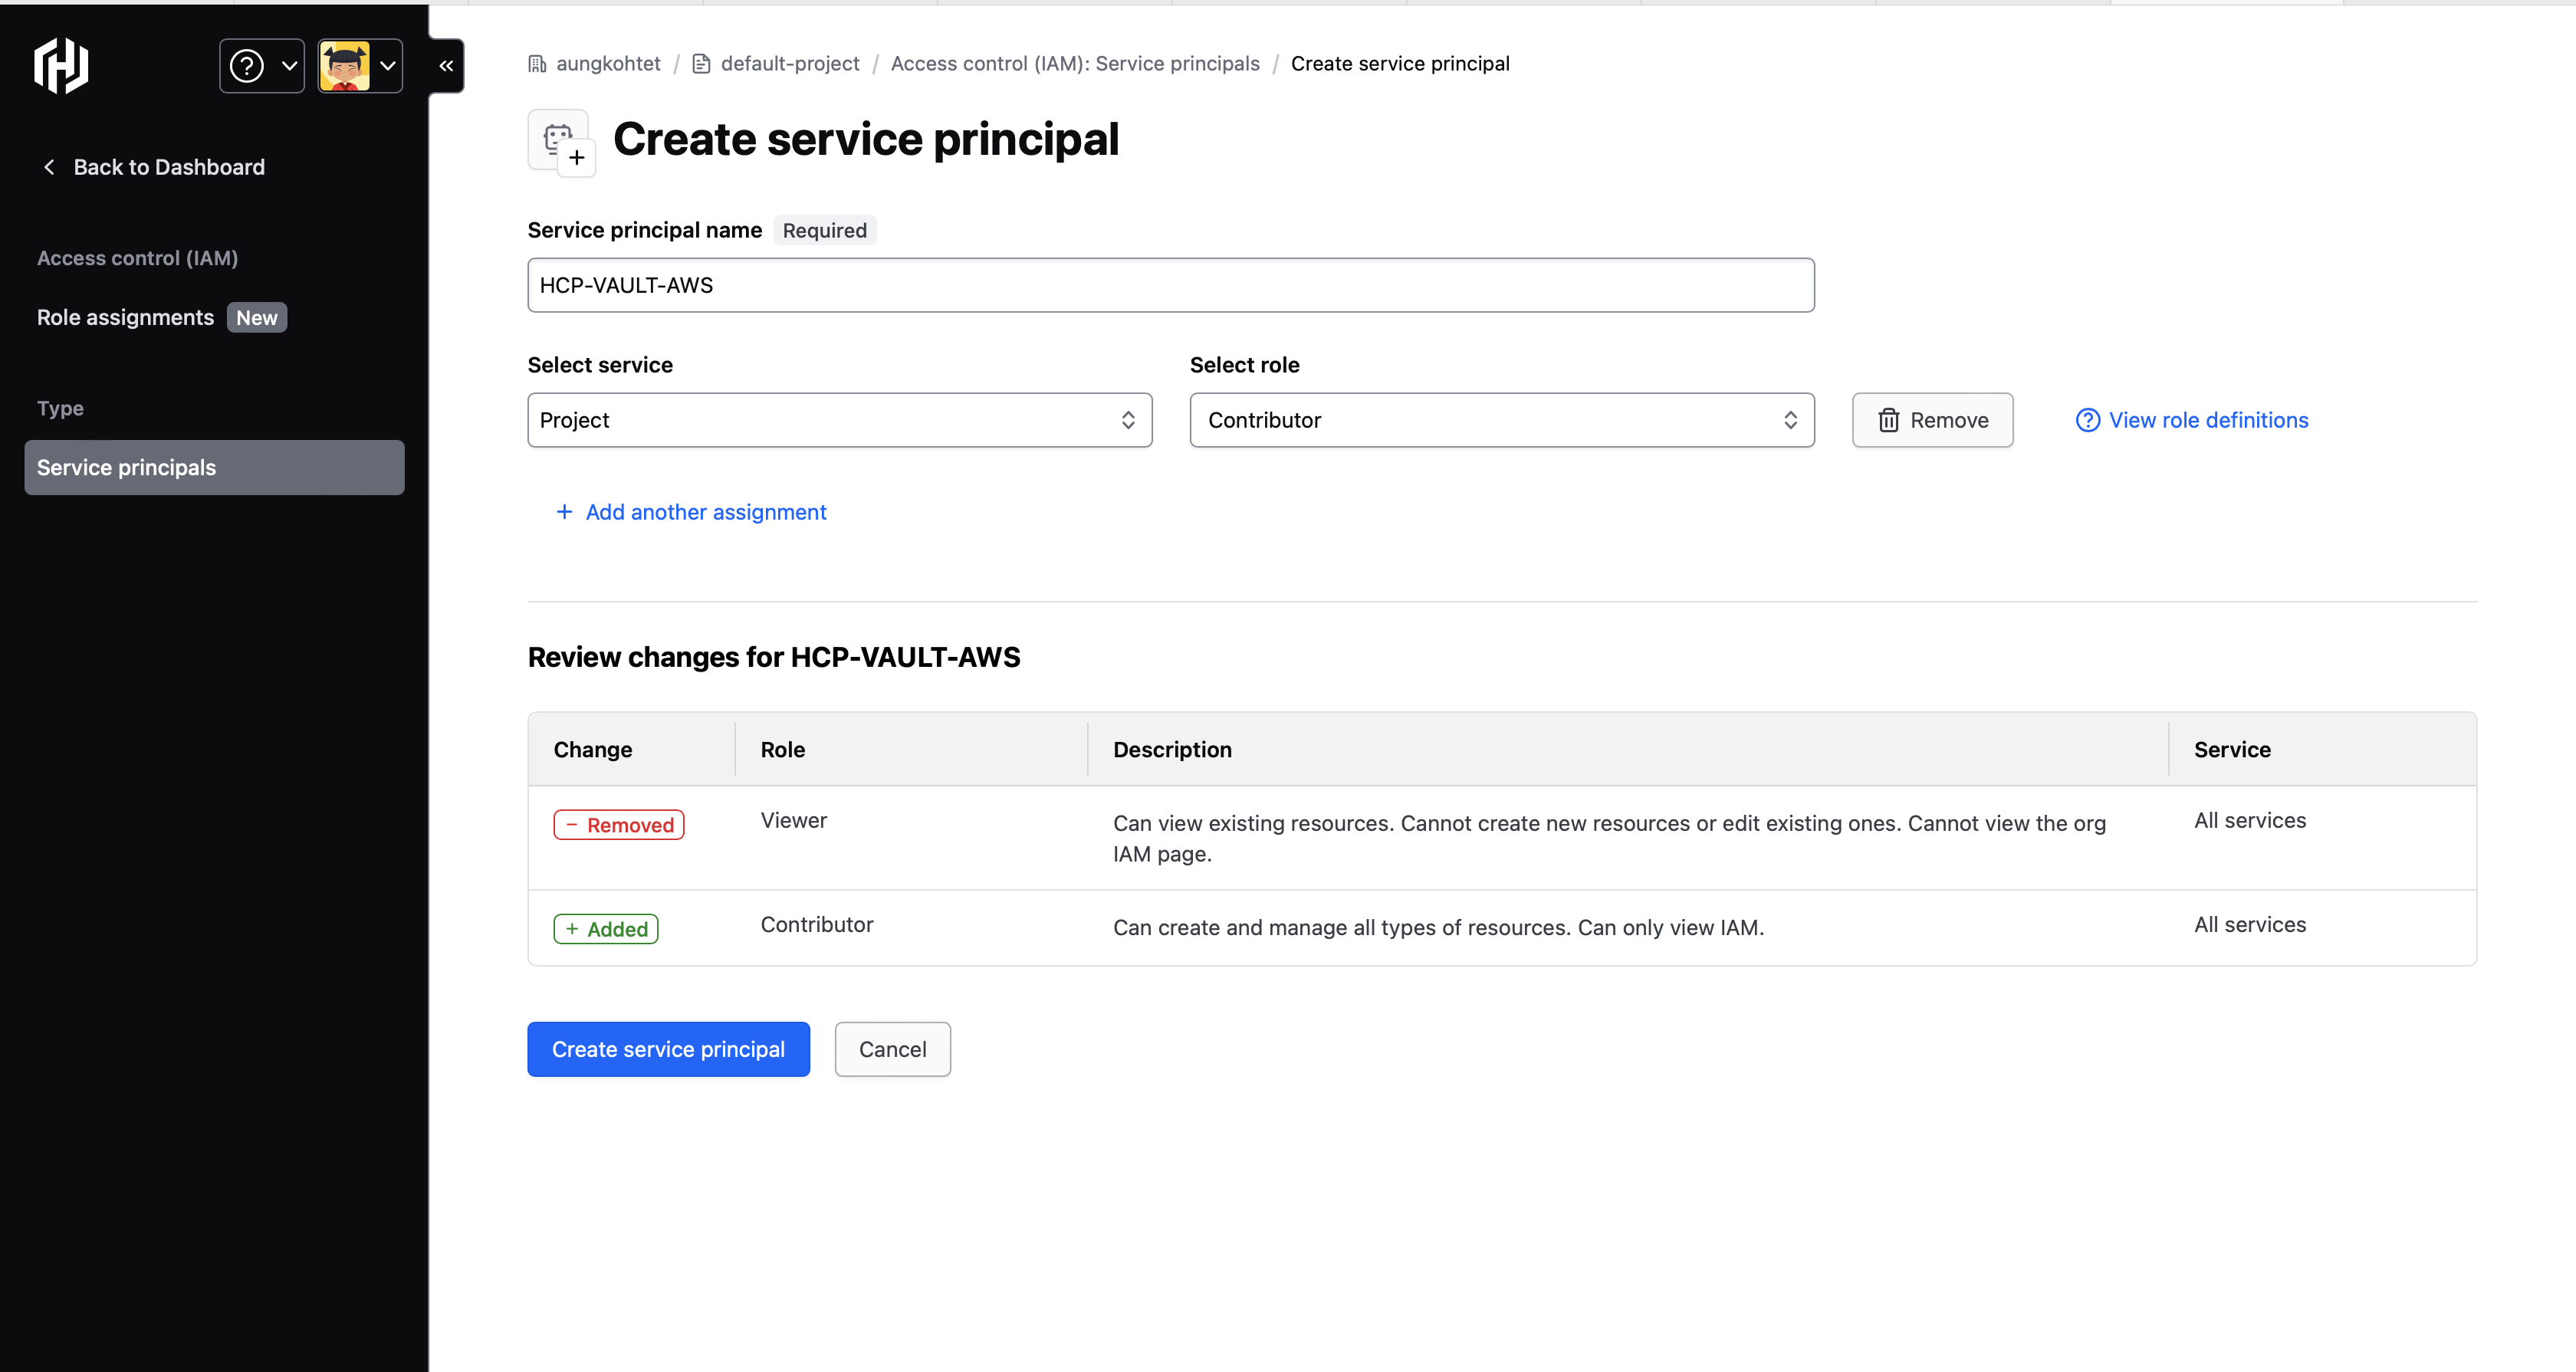 aungkohtet / default-project / Access control (IAM): Service principals / Create service principal
Back to Dashboard
Access control (IAM)
Role assignments New
Type
Service principals
Create service principal
Service principal name Required
HCP-VAULT-AWS
Select service Select role
Project Contributor Remove View role definitions
+ Add another assignment
Review changes for HCP-VAULT-AWS
Change Role Description Service
− Removed Viewer Can view existing resources. Cannot create new resources or edit existing ones. Cannot view the org All services
IAM page.
+ Added Contributor Can create and manage all types of resources. Can only view IAM. All services
Create service principal Cancel